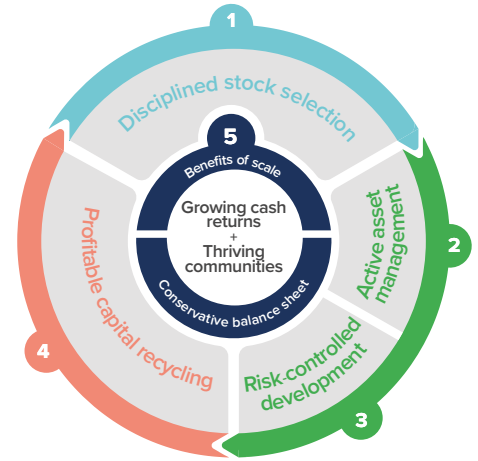 1
Disciplined stock selection
5
Benefits of scale
Growing cash
returns
+
Thriving
communities
Conservative balance sheet
Active asset
management
2
Risk-controlled
development
3
Profitable capital recycling
4